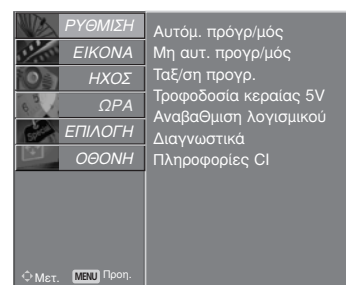 ΡΥΘΜΙΣΗ
ΕΙΚΟΝΑ
ΗΧΟΣ
ΩΡΑ
ΕΠΙΛΟΓΗ
ΟΘΟΝΗ
Αυτόμ. πρόγρ/μός
Μη αυτ. προγρ/μός
Ταξ/ση προγρ.
Τροφοδοσία κεραίας 5V
ΑναβαΘμιση λογισμικού
Διαγνωστικά
Πληροφορίες CI
Μετ. MENU Προη.